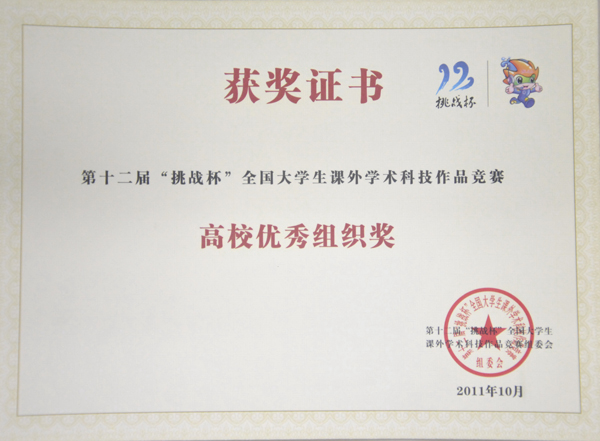 获奖证书
12
挑战杯
第十二届“挑战杯”全国大学生课外学术科技作品竞赛
高校优秀组织奖
第十二届“挑战杯”全国大学生
课外学术科技作品竞赛组委会
组委会
2011年10月